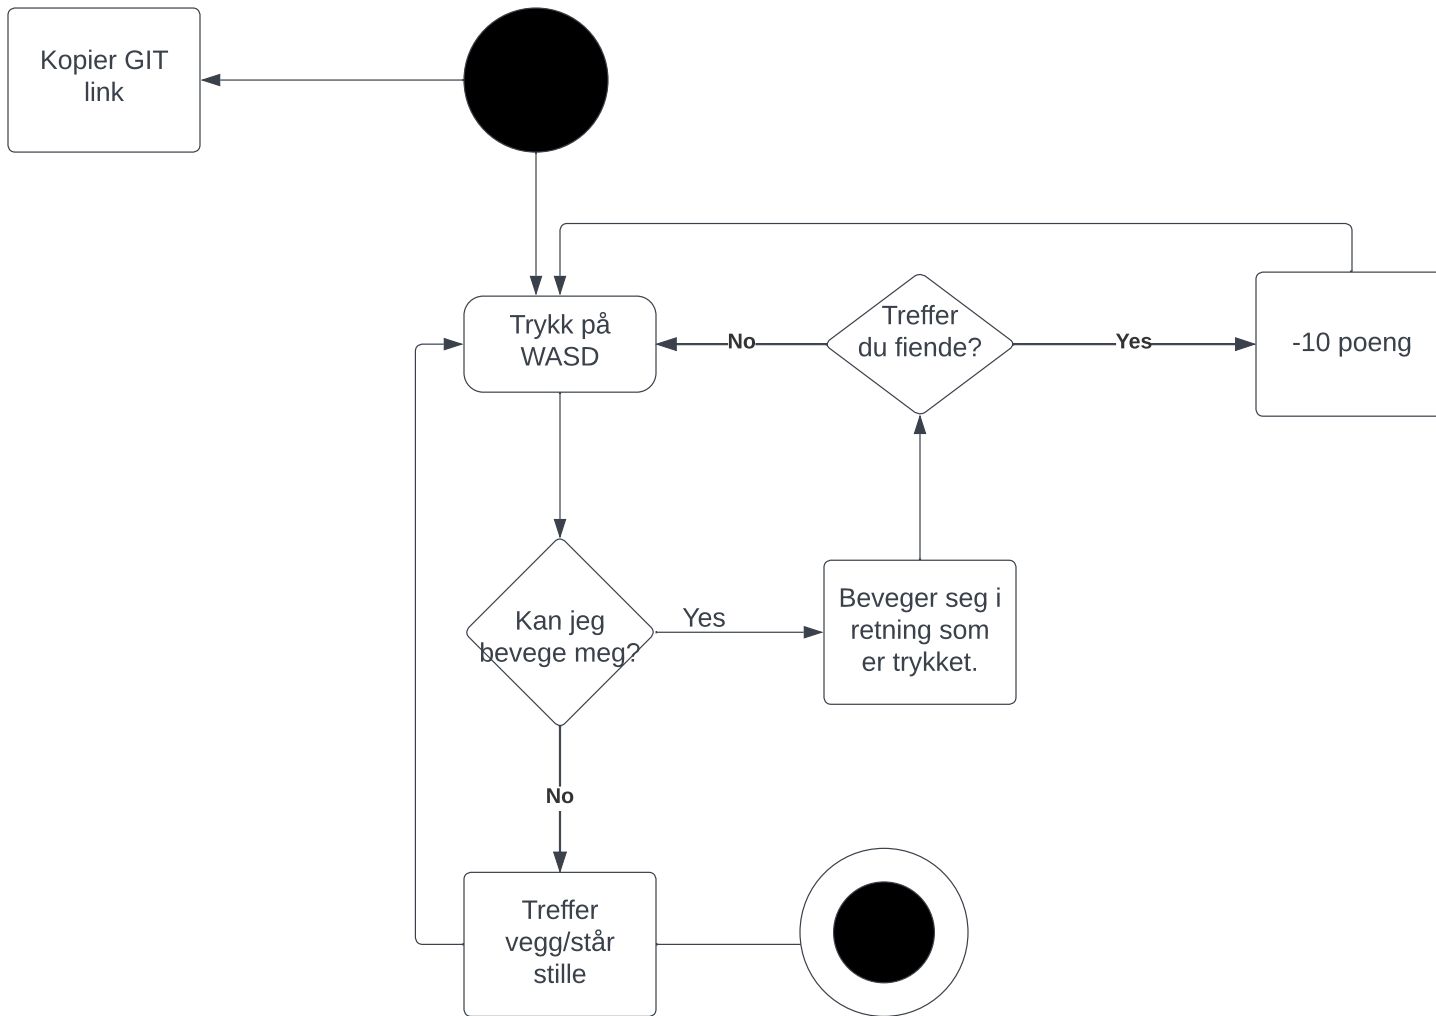 Kopier GIT
link
Trykk på
WASD
No
Treffer
du fiende?
Yes
-10 poeng
Kan jeg
bevege meg?
Yes
Beveger seg i
retning som
er trykket.
No
Treffer
vegg/står
stille